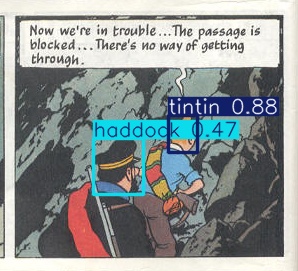 Now we're in trouble...The passage is
blocked...There's no way of getting
through.
tintin 0.88
haddock 0.47